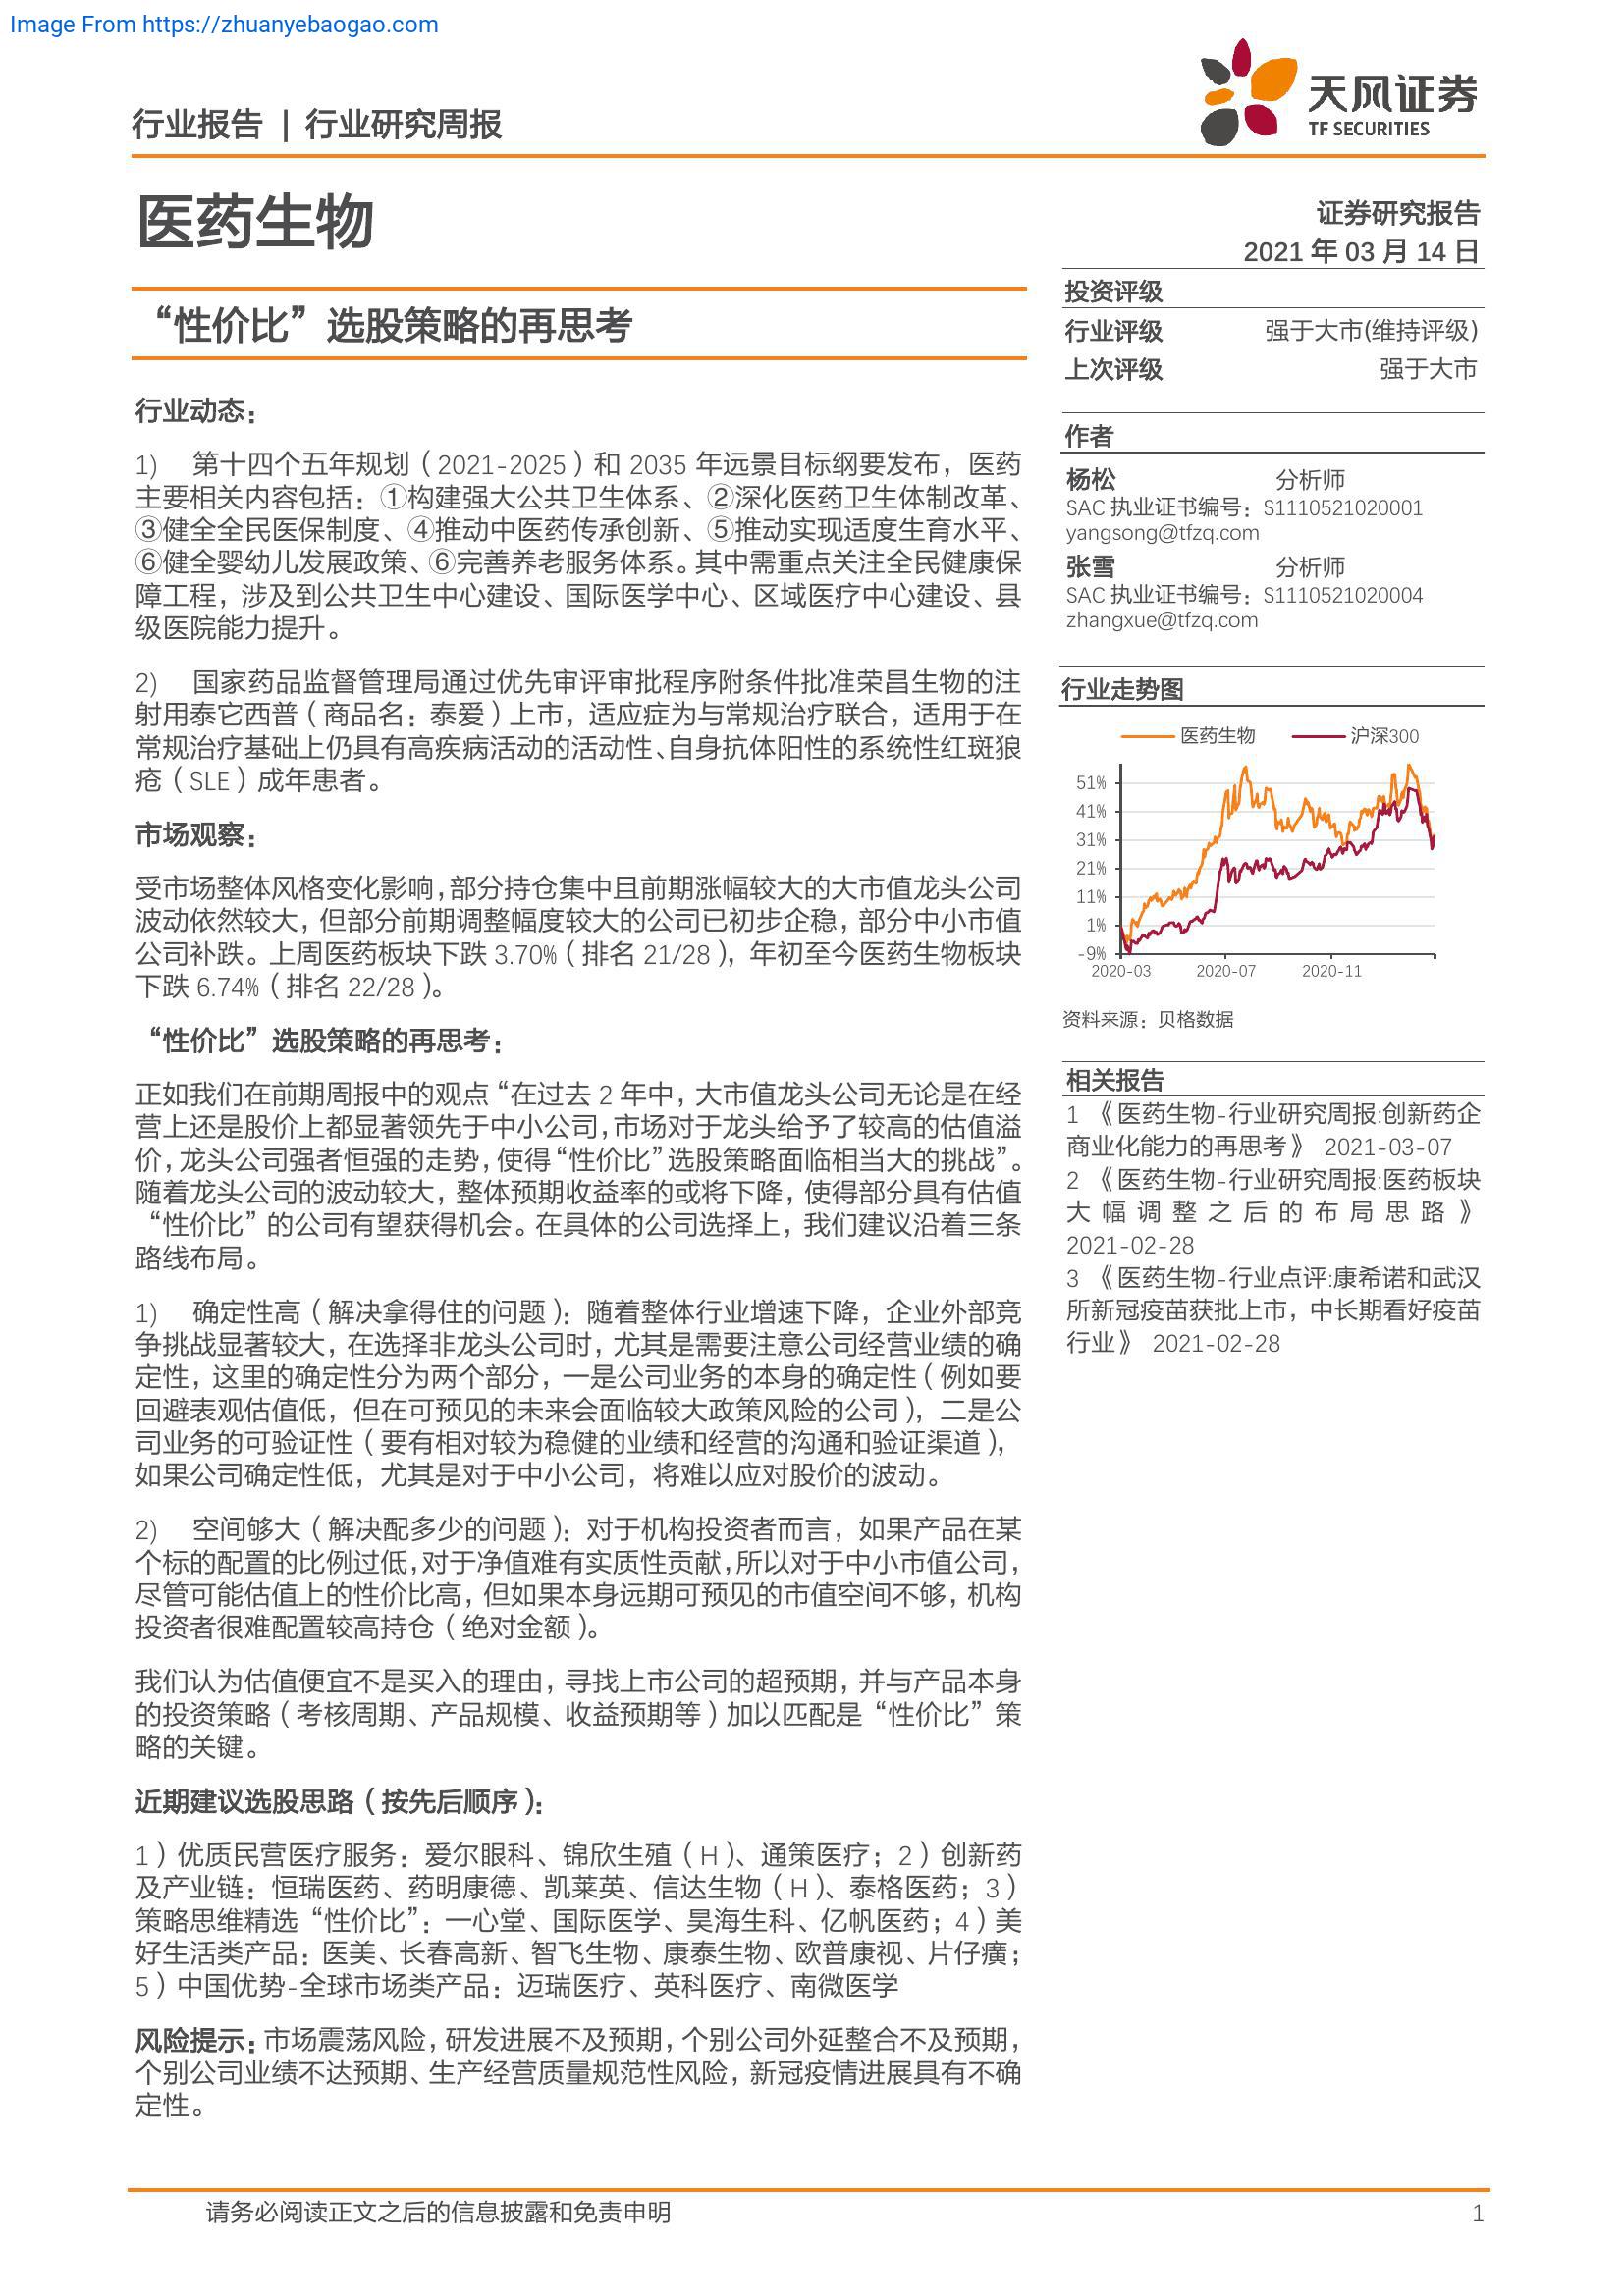 Image From https://zhuanyebaogao.com
行业报告 | 行业研究周报
天风证券
TF SECURITIES
医药生物
“性价比”选股策略的再思考
行业动态：
1) 第十四个五年规划（2021-2025）和 2035 年远景目标纲要发布，医药
主要相关内容包括：①构建强大公共卫生体系、②深化医药卫生体制改革、
③健全全民医保制度、④推动中医药传承创新、⑤推动实现适度生育水平、
⑥健全婴幼儿发展政策、⑥完善养老服务体系。其中需重点关注全民健康保
障工程，涉及到公共卫生中心建设、国际医学中心、区域医疗中心建设、县
级医院能力提升。
2) 国家药品监督管理局通过优先审评审批程序附条件批准荣昌生物的注
射用泰它西普（商品名：泰爱）上市，适应症为与常规治疗联合，适用于在
常规治疗基础上仍具有高疾病活动的活动性、自身抗体阳性的系统性红斑狼
疮（SLE）成年患者。
市场观察：
受市场整体风格变化影响，部分持仓集中且前期涨幅较大的大市值龙头公司
波动依然较大，但部分前期调整幅度较大的公司已初步企稳，部分中小市值
公司补跌。上周医药板块下跌 3.70%（排名 21/28），年初至今医药生物板块
下跌 6.74%（排名 22/28）。
“性价比”选股策略的再思考：
正如我们在前期周报中的观点“在过去 2 年中，大市值龙头公司无论是在经
营上还是股价上都显著领先于中小公司，市场对于龙头给予了较高的估值溢
价，龙头公司强者恒强的走势，使得“性价比”选股策略面临相当大的挑战”。
随着龙头公司的波动较大，整体预期收益率的或将下降，使得部分具有估值
“性价比”的公司有望获得机会。在具体的公司选择上，我们建议沿着三条
路线布局。
1) 确定性高（解决拿得住的问题）：随着整体行业增速下降，企业外部竞
争挑战显著较大，在选择非龙头公司时，尤其是需要注意公司经营业绩的确
定性，这里的确定性分为两个部分，一是公司业务的本身的确定性（例如要
回避表观估值低，但在可预见的未来会面临较大政策风险的公司），二是公
司业务的可验证性（要有相对较为稳健的业绩和经营的沟通和验证渠道），
如果公司确定性低，尤其是对于中小公司，将难以应对股价的波动。
2) 空间够大（解决配多少的问题）：对于机构投资者而言，如果产品在某
个标的配置的比例过低，对于净值难有实质性贡献，所以对于中小市值公司，
尽管可能估值上的性价比高，但如果本身远期可预见的市值空间不够，机构
投资者很难配置较高持仓（绝对金额）。
我们认为估值便宜不是买入的理由，寻找上市公司的超预期，并与产品本身
的投资策略（考核周期、产品规模、收益预期等）加以匹配是“性价比”策
略的关键。
近期建议选股思路（按先后顺序）：
1）优质民营医疗服务：爱尔眼科、锦欣生殖（H）、通策医疗；2）创新药
及产业链：恒瑞医药、药明康德、凯莱英、信达生物（H）、泰格医药；3）
策略思维精选“性价比”：一心堂、国际医学、昊海生科、亿帆医药；4）美
好生活类产品：医美、长春高新、智飞生物、康泰生物、欧普康视、片仔癀；
5）中国优势-全球市场类产品：迈瑞医疗、英科医疗、南微医学
风险提示：市场震荡风险，研发进展不及预期，个别公司外延整合不及预期，
个别公司业绩不达预期、生产经营质量规范性风险，新冠疫情进展具有不确
定性。
证券研究报告
2021 年 03 月 14 日
投资评级
行业评级 强于大市(维持评级)
上次评级 强于大市
作者
杨松 分析师
SAC 执业证书编号：S1110521020001
yangsong@tfzq.com
张雪 分析师
SAC 执业证书编号：S1110521020004
zhangxue@tfzq.com
行业走势图
医药生物 沪深300
51%
41%
31%
21%
11%
1%
-9%
2020-03 2020-07 2020-11
资料来源：贝格数据
相关报告
1 《医药生物-行业研究周报:创新药企
商业化能力的再思考》 2021-03-07
2 《医药生物-行业研究周报:医药板块
大幅调整之后的布局思路》
2021-02-28
3 《医药生物-行业点评:康希诺和武汉
所新冠疫苗获批上市，中长期看好疫苗
行业》 2021-02-28
请务必阅读正文之后的信息披露和免责申明 1